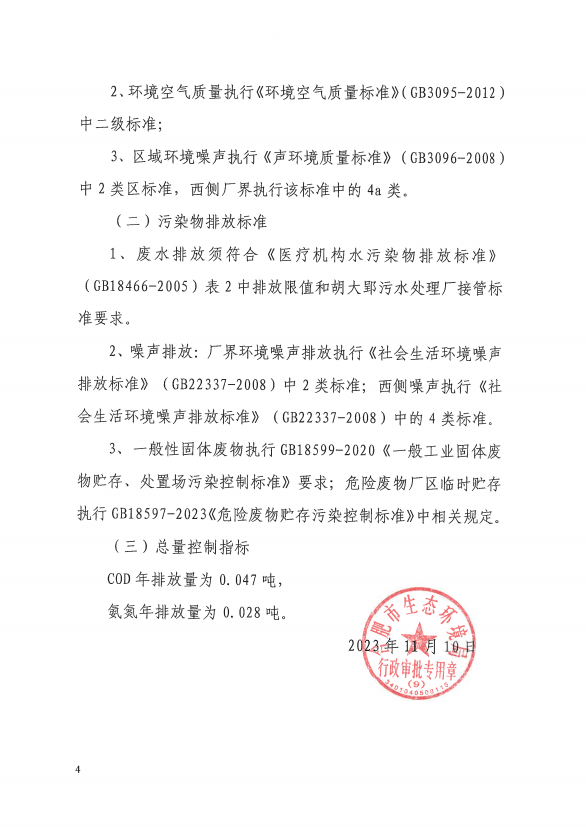 2、环境空气质量执行《环境空气质量标准》（GB3095-2012）
中二级标准；
3、区域环境噪声执行《声环境质量标准》（GB3096-2008）
中 2 类区标准，西侧厂界执行该标准中的 4a 类。
（二）污染物排放标准
1、废水排放须符合《医疗机构水污染物排放标准》
（GB18466-2005）表 2 中排放限值和胡大郢污水处理厂接管标
准要求。
2、噪声排放：厂界环境噪声排放执行《社会生活环境噪声
排放标准》（GB22337-2008）中 2 类标准；西侧噪声执行《社
会生活环境噪声排放标准》（GB22337-2008）中的 4 类标准。
3、一般性固体废物执行 GB18599-2020《一般工业固体废
物贮存、处置场污染控制标准》要求；危险废物厂区临时贮存
执行 GB18597-2023《危险废物贮存污染控制标准》中相关规定。
（三）总量控制指标
COD 年排放量为 0.047 吨，
氨氮年排放量为 0.028 吨。
合肥市生态环境局
2023 年 11 月 10 日
行政审批专用章
（9）
4